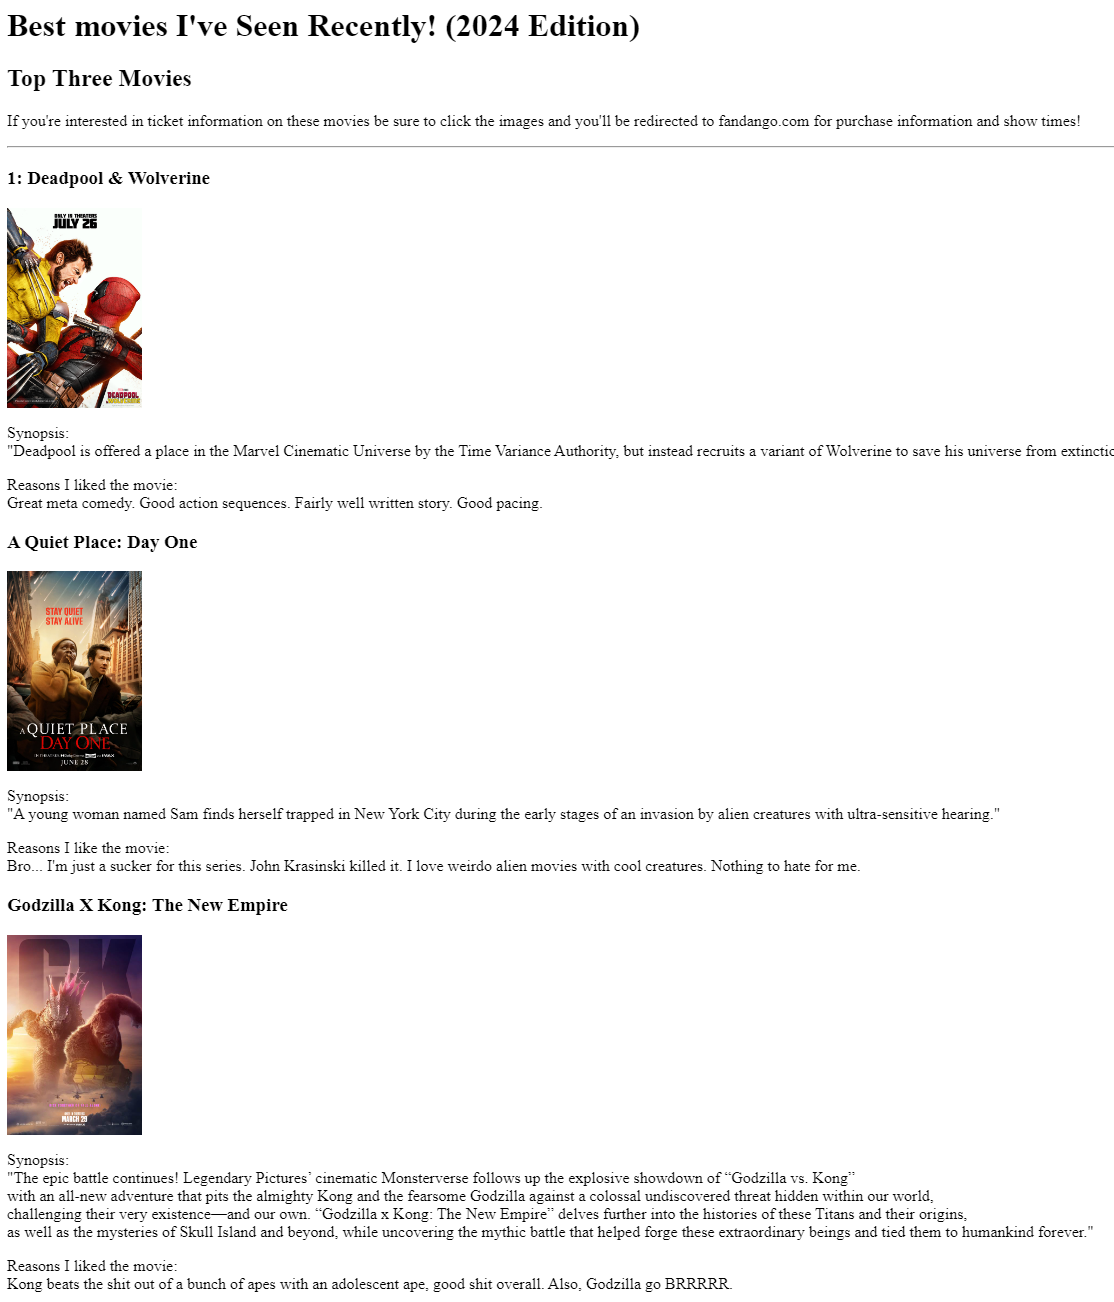 Best movies I've Seen Recently! (2024 Edition)
Top Three Movies
If you're interested in ticket information on these movies be sure to click the images and you'll be redirected to fandango.com for purchase information and show times!
1: Deadpool & Wolverine
ONLY IN THEATERS
JULY 26
DEADPOOL
Synopsis:
"Deadpool is offered a place in the Marvel Cinematic Universe by the Time Variance Authority, but instead recruits a variant of Wolverine to save his universe from
Reasons I liked the movie:
Great meta comedy. Good action sequences. Fairly well written story. Good pacing.
A Quiet Place: Day One
STAY QUIET
STAY ALIVE
A QUIET PLACE
DAY ONE
JUNE 28
Synopsis:
"A young woman named Sam finds herself trapped in New York City during the early stages of an invasion by alien creatures with ultra-sensitive hearing."
Reasons I like the movie:
Bro... I'm just a sucker for this series. John Krasinski killed it. I love weirdo alien movies with cool creatures. Nothing to hate for me.
Godzilla X Kong: The New Empire
GK
MARCH 29
Synopsis:
"The epic battle continues! Legendary Pictures’ cinematic Monsterverse follows up the explosive showdown of “Godzilla vs. Kong”
with an all-new adventure that pits the almighty Kong and the fearsome Godzilla against a colossal undiscovered threat hidden within our world,
challenging their very existence—and our own. “Godzilla x Kong: The New Empire” delves further into the histories of these Titans and their origins,
as well as the mysteries of Skull Island and beyond, while uncovering the mythic battle that helped forge these extraordinary beings and tied them to humankind forever."
Reasons I liked the movie:
Kong beats the shit out of a bunch of apes with an adolescent ape, good shit overall. Also, Godzilla go BRRRRR.